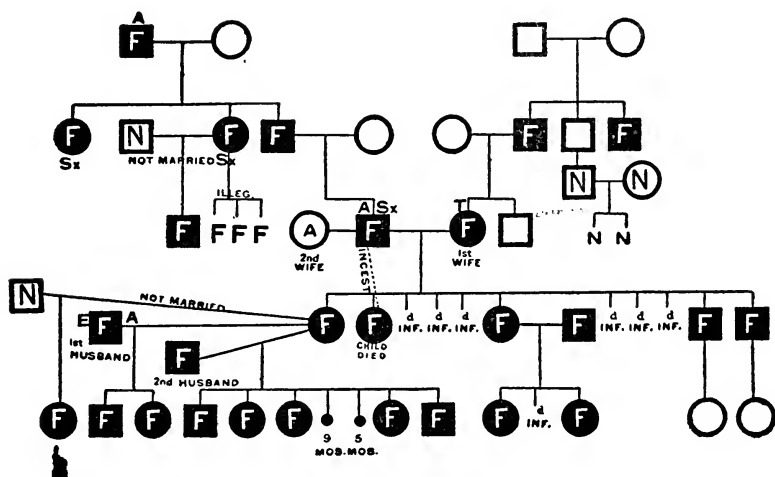 A
F
F F F F F
N F
Sx NOT MARRIED Sx
N N
ILLEG.
N N
A Sx T
F F F F A F F
2nd WIFE
1st WIFE
INCEST
N
NOT MARRIED
d d d d d d
E F A F F INF. INF. INF. F F INF. INF. INF. F F
1st HUSBAND
CHILD DIED
F
2nd HUSBAND
d
F F F F F F F F F INF. F
9 5
MOS. MOS.